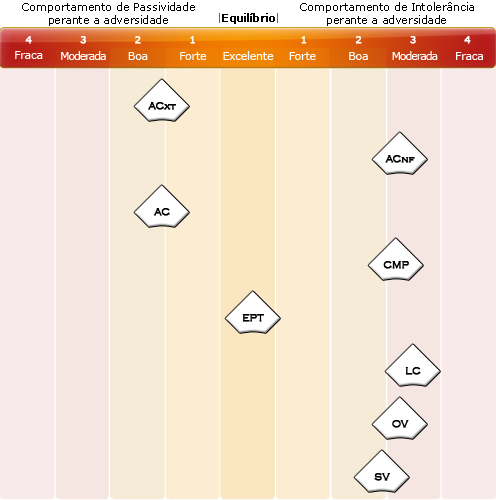 Comportamento de Passividade
perante a adversidade
|Equilíbrio|
Comportamento de Intolerância
perante a adversidade
4 3 2 1 1 2 3 4
Fraca Moderada Boa Forte Excelente Forte Boa Moderada Fraca
ACXT
ACNF
AC
CMP
EPT
LC
OV
SV